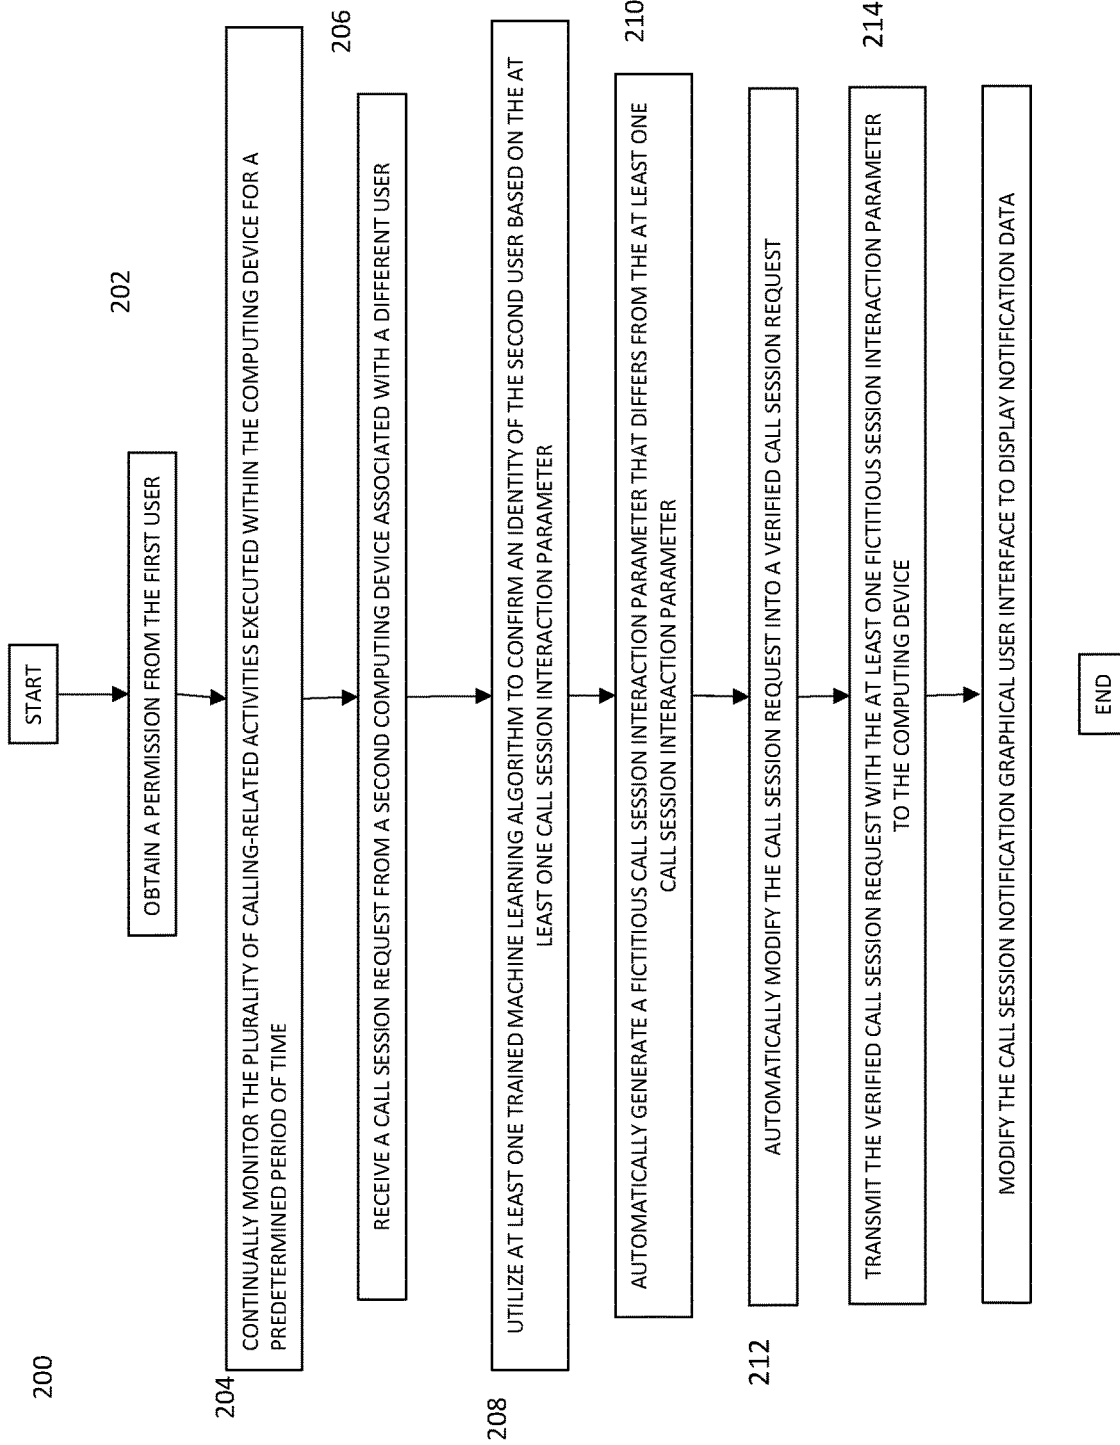 200
START
202
OBTAIN A PERMISSION FROM THE FIRST USER
204
CONTINUALLY MONITOR THE PLURALITY OF CALLING-RELATED ACTIVITIES EXECUTED WITHIN THE COMPUTING DEVICE FOR A
PREDETERMINED PERIOD OF TIME
206
RECEIVE A CALL SESSION REQUEST FROM A SECOND COMPUTING DEVICE ASSOCIATED WITH A DIFFERENT USER
208
UTILIZE AT LEAST ONE TRAINED MACHINE LEARNING ALGORITHM TO CONFIRM AN IDENTITY OF THE SECOND USER BASED ON THE AT
LEAST ONE CALL SESSION INTERACTION PARAMETER
210
AUTOMATICALLY GENERATE A FICTITIOUS CALL SESSION INTERACTION PARAMETER THAT DIFFERS FROM THE AT LEAST ONE
CALL SESSION INTERACTION PARAMETER
212
AUTOMATICALLY MODIFY THE CALL SESSION REQUEST INTO A VERIFIED CALL SESSION REQUEST
214
TRANSMIT THE VERIFIED CALL SESSION REQUEST WITH THE AT LEAST ONE FICTITIOUS SESSION INTERACTION PARAMETER
TO THE COMPUTING DEVICE
MODIFY THE CALL SESSION NOTIFICATION GRAPHICAL USER INTERFACE TO DISPLAY NOTIFICATION DATA
END